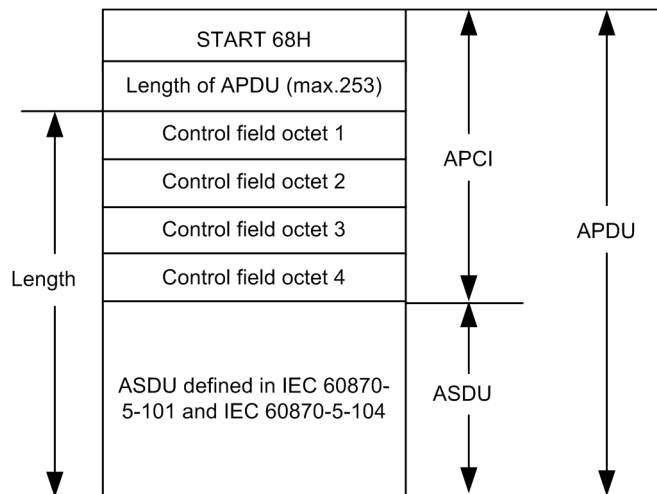 START 68H
Length of APDU (max.253)
Control field octet 1
Control field octet 2
Control field octet 3
Control field octet 4
ASDU defined in IEC 60870-
5-101 and IEC 60870-5-104
Length
APCI
ASDU
APDU